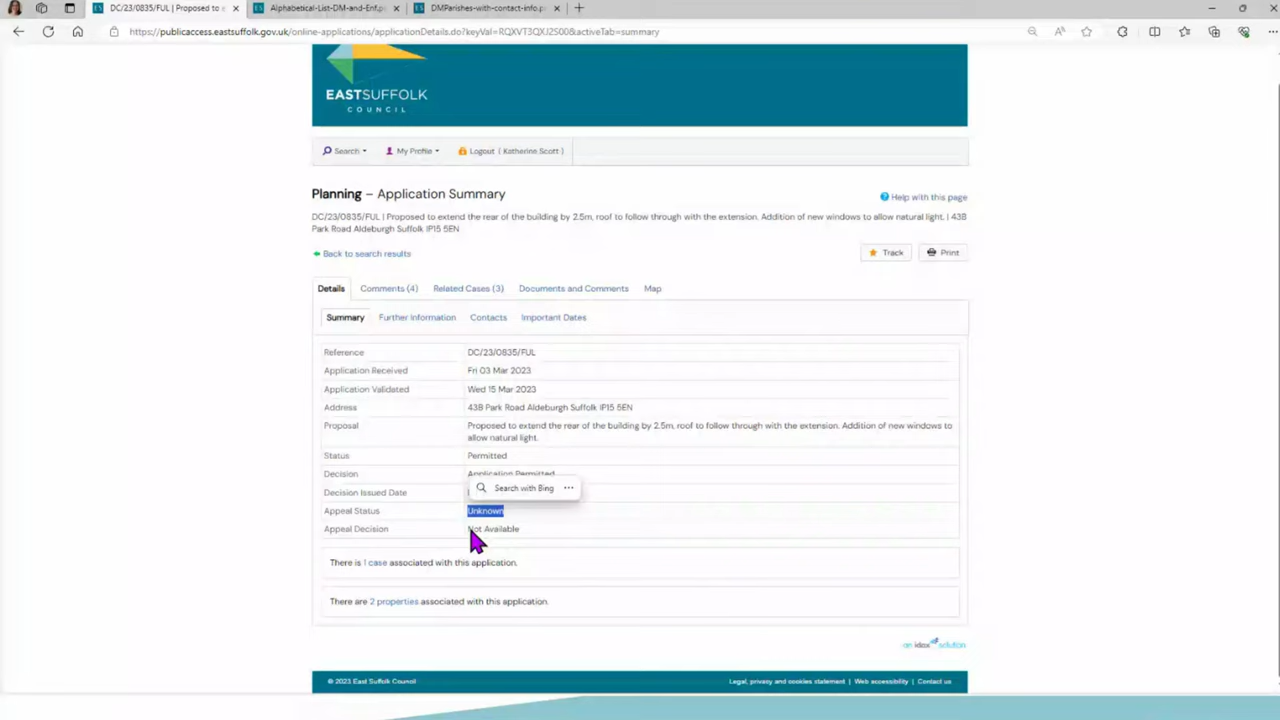 DC/23/0835/FUL | Proposed to e
Alphabetical-List-DM-and-Enf.p
DMParishes-with-contact-info.p
https://publicaccess.eastsuffolk.gov.uk/online-applications/applicationDetails.do?keyVal=RQXVT3QXJ2500&activeTab=summary
EASTSUFFOLK
COUNCIL
Search
My Profile
Logout ( Katherine Scott )
Planning – Application Summary
Help with this page
DC/23/0835/FUL | Proposed to extend the rear of the building by 2.5m, roof to follow through with the extension. Addition of new windows to allow natural light. | 43B
Park Road Aldeburgh Suffolk IP15 5EN
Back to search results
Track
Print
Details
Comments (4)
Related Cases (3)
Documents and Comments
Map
Summary
Further Information
Contacts
Important Dates
Reference DC/23/0835/FUL
Application Received Fri 03 Mar 2023
Application Validated Wed 15 Mar 2023
Address 43B Park Road Aldeburgh Suffolk IP15 5EN
Proposal Proposed to extend the rear of the building by 2.5m, roof to follow through with the extension. Addition of new windows to
allow natural light.
Status Permitted
Decision Application Permitted
Search with Bing
Decision Issued Date
Appeal Status Unknown
Appeal Decision Not Available
There is 1 case associated with this application.
There are 2 properties associated with this application.
an idox solution
© 2023 East Suffolk Council
Legal, privacy and cookies statement | Web accessibility | Contact us